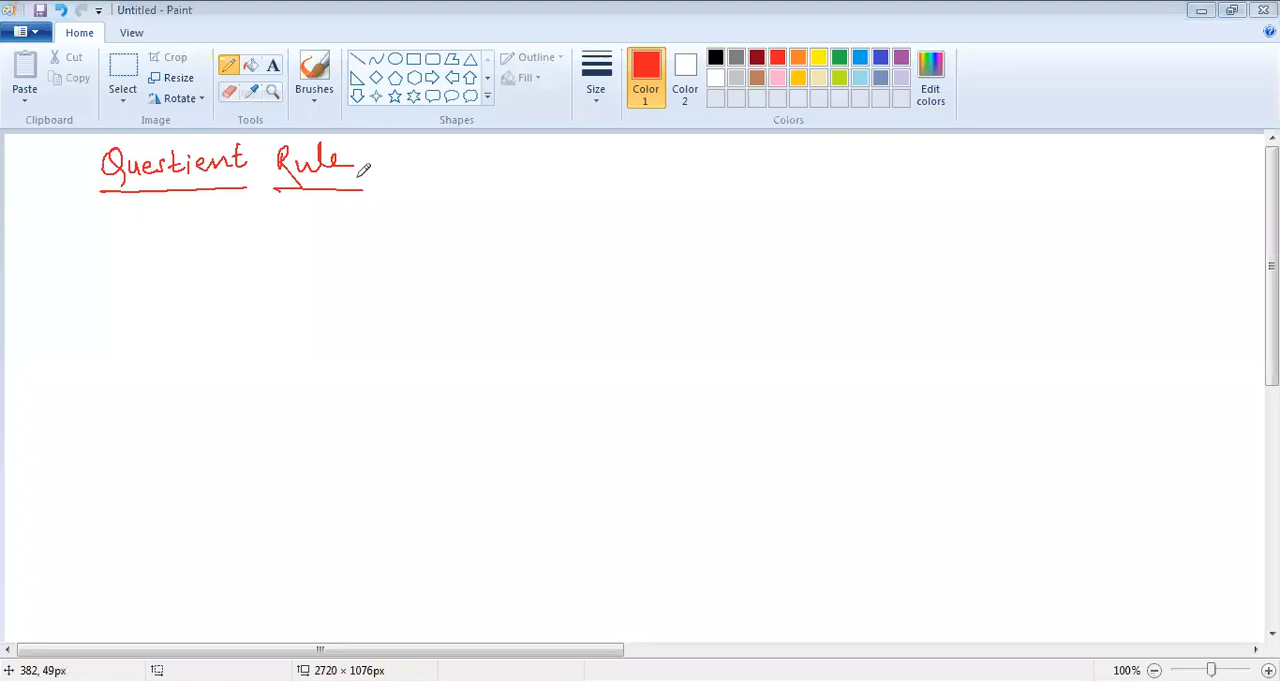 Untitled - Paint
Home View
Paste Cut Copy Clipboard
Select Crop Resize Rotate Image
Tools
Brushes
Outline Fill Shapes
Size
Color 1
Color 2
Edit colors
Colors
Questient Rule
382, 49px 2720 × 1076px 100%